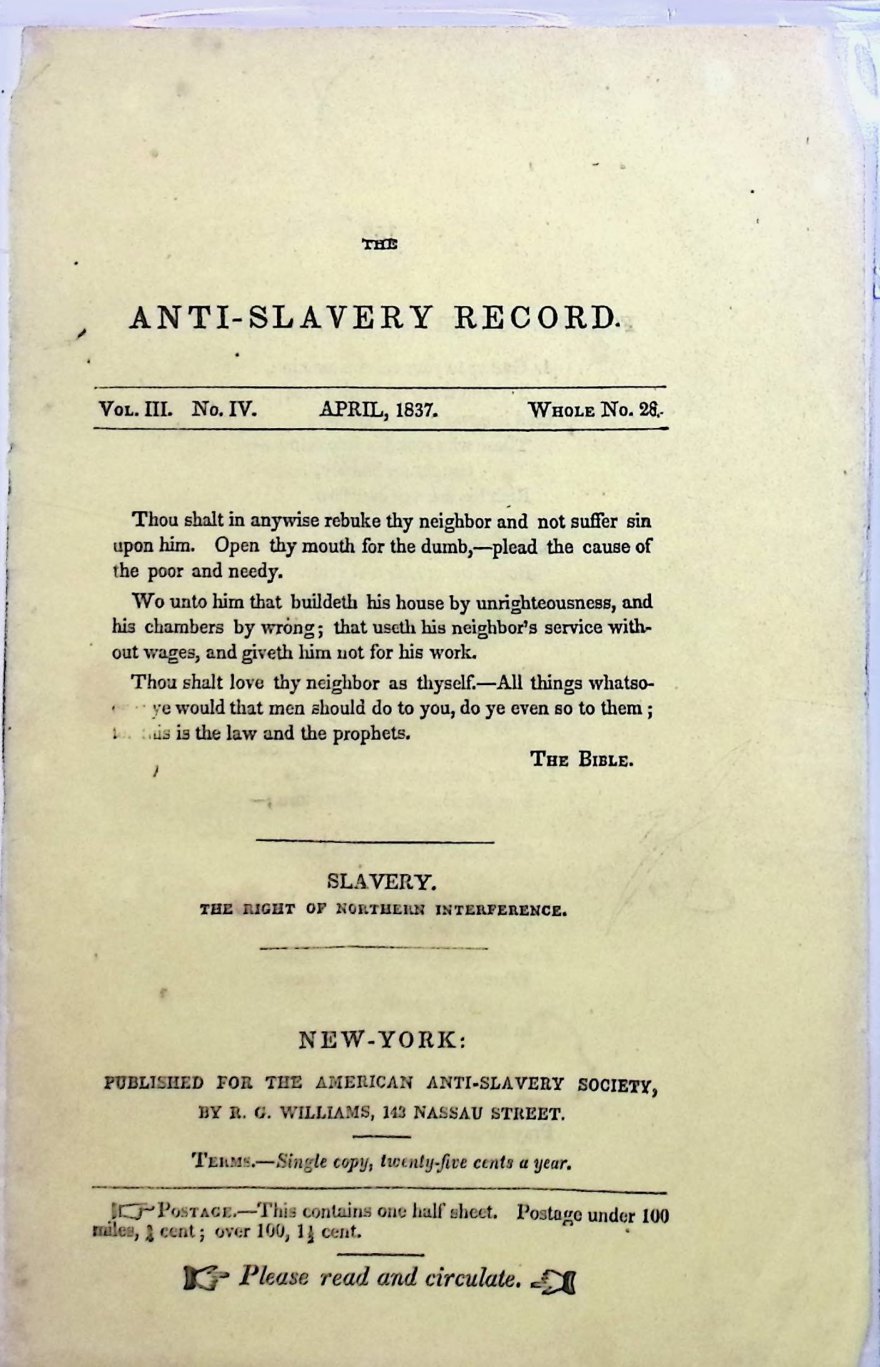 THE
ANTI-SLAVERY RECORD.
VOL. III. NO. IV. APRIL, 1837. WHOLE NO. 28.
Thou shalt in anywise rebuke thy neighbor and not suffer sin
upon him. Open thy mouth for the dumb,—plead the cause of
the poor and needy.
Wo unto him that buildeth his house by unrighteousness, and
his chambers by wrong; that useth his neighbor's service with-
out wages, and giveth him not for his work.
Thou shalt love thy neighbor as thyself.—All things whatso-
ye would that men should do to you, do ye even so to them;
is the law and the prophets.
THE BIBLE.
SLAVERY.
THE RIGHT OF NORTHERN INTERFERENCE.
NEW-YORK:
PUBLISHED FOR THE AMERICAN ANTI-SLAVERY SOCIETY,
BY R. G. WILLIAMS, 143 NASSAU STREET.
TERMS.—Single copy, twenty-five cents a year.
POSTAGE.—This contains one half sheet. Postage under 100
miles, cent; over 100, 1½ cent.
Please read and circulate.